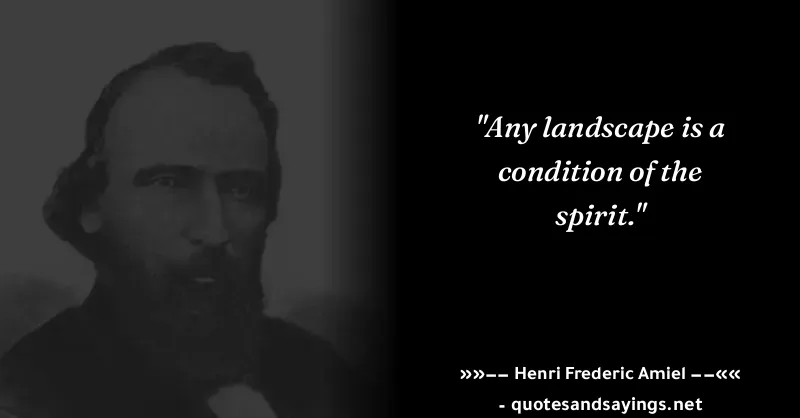 "Any landscape is a
condition of the
spirit."
»»−− Henri Frederic Amiel −−««
- quotesandsayings.net